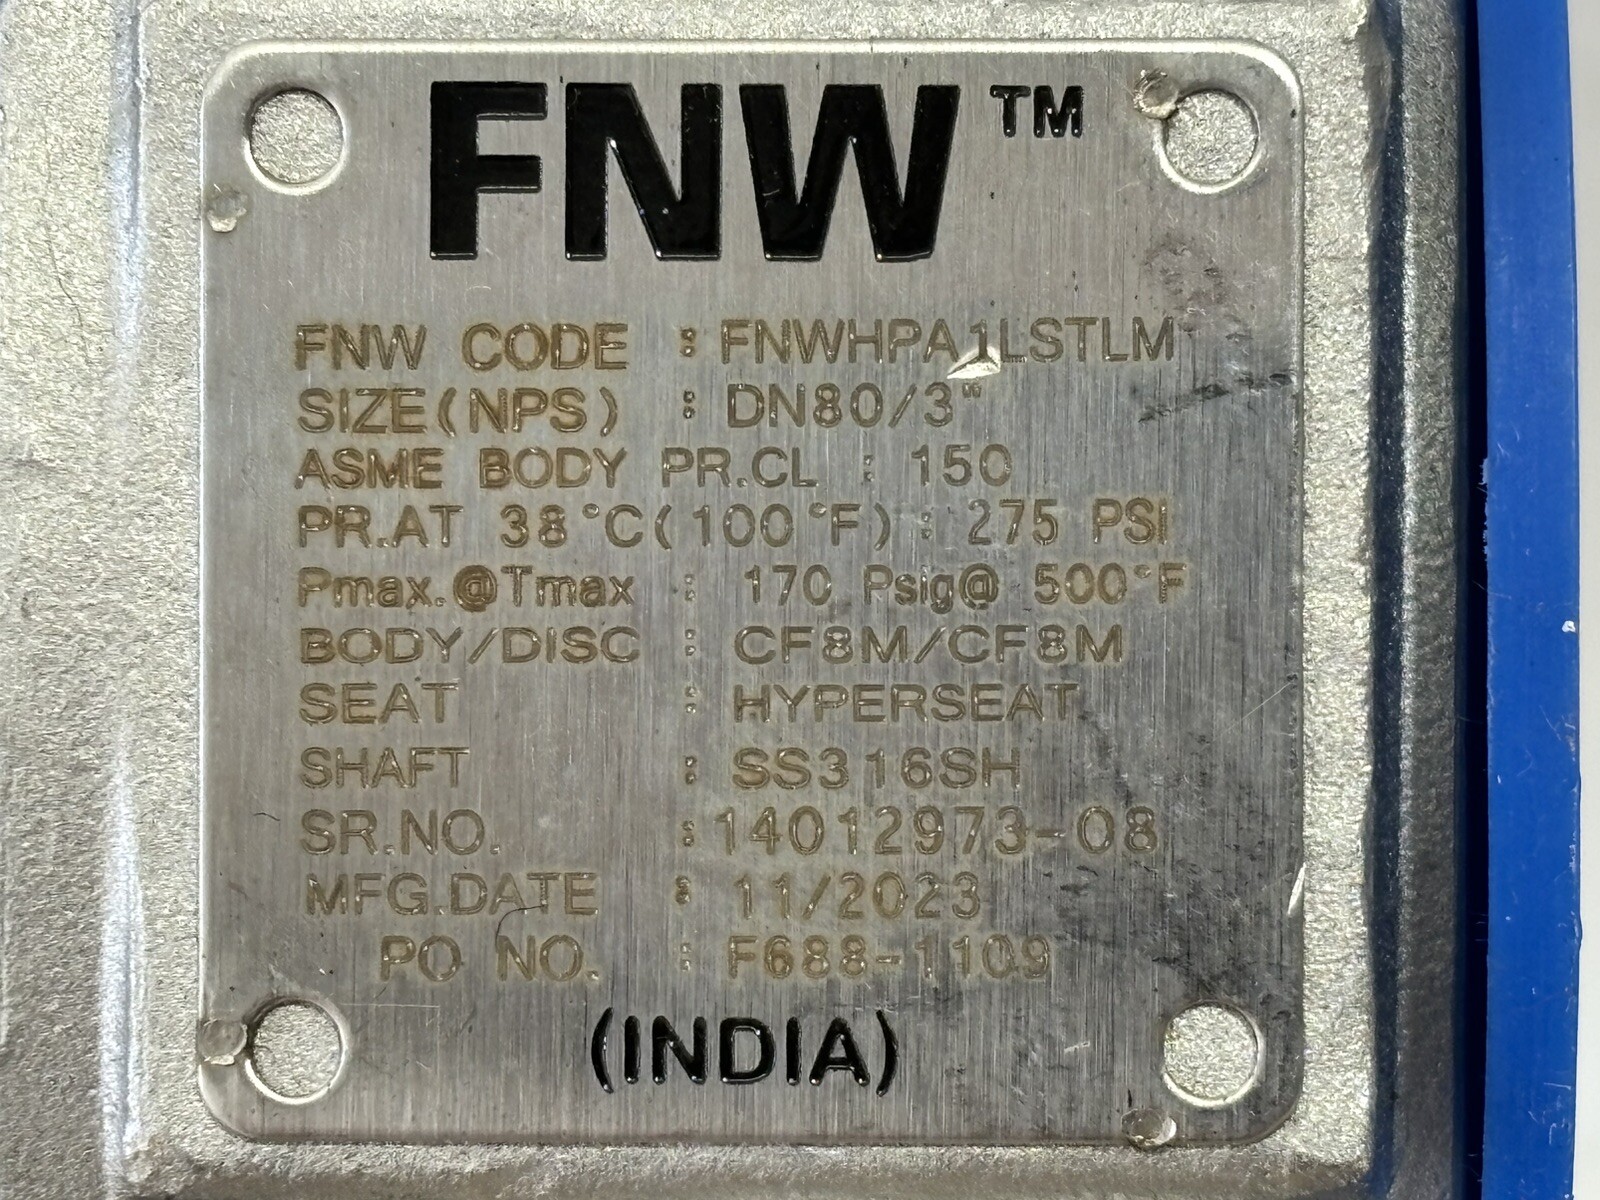 FNW™
FNW CODE : FNWHPA1LSTLM
SIZE(NPS) : DN80/3"
ASME BODY PR.CL : 150
PR.AT 38°C(100°F) : 275 PSI
Pmax.@Tmax : 170 Psig@ 500°F
BODY/DISC : CF8M/CF8M
SEAT : HYPERSEAT
SHAFT : SS316SH
SR.NO. : 14012973-08
MFG.DATE : 11/2023
PO NO. : F688-1109
(INDIA)